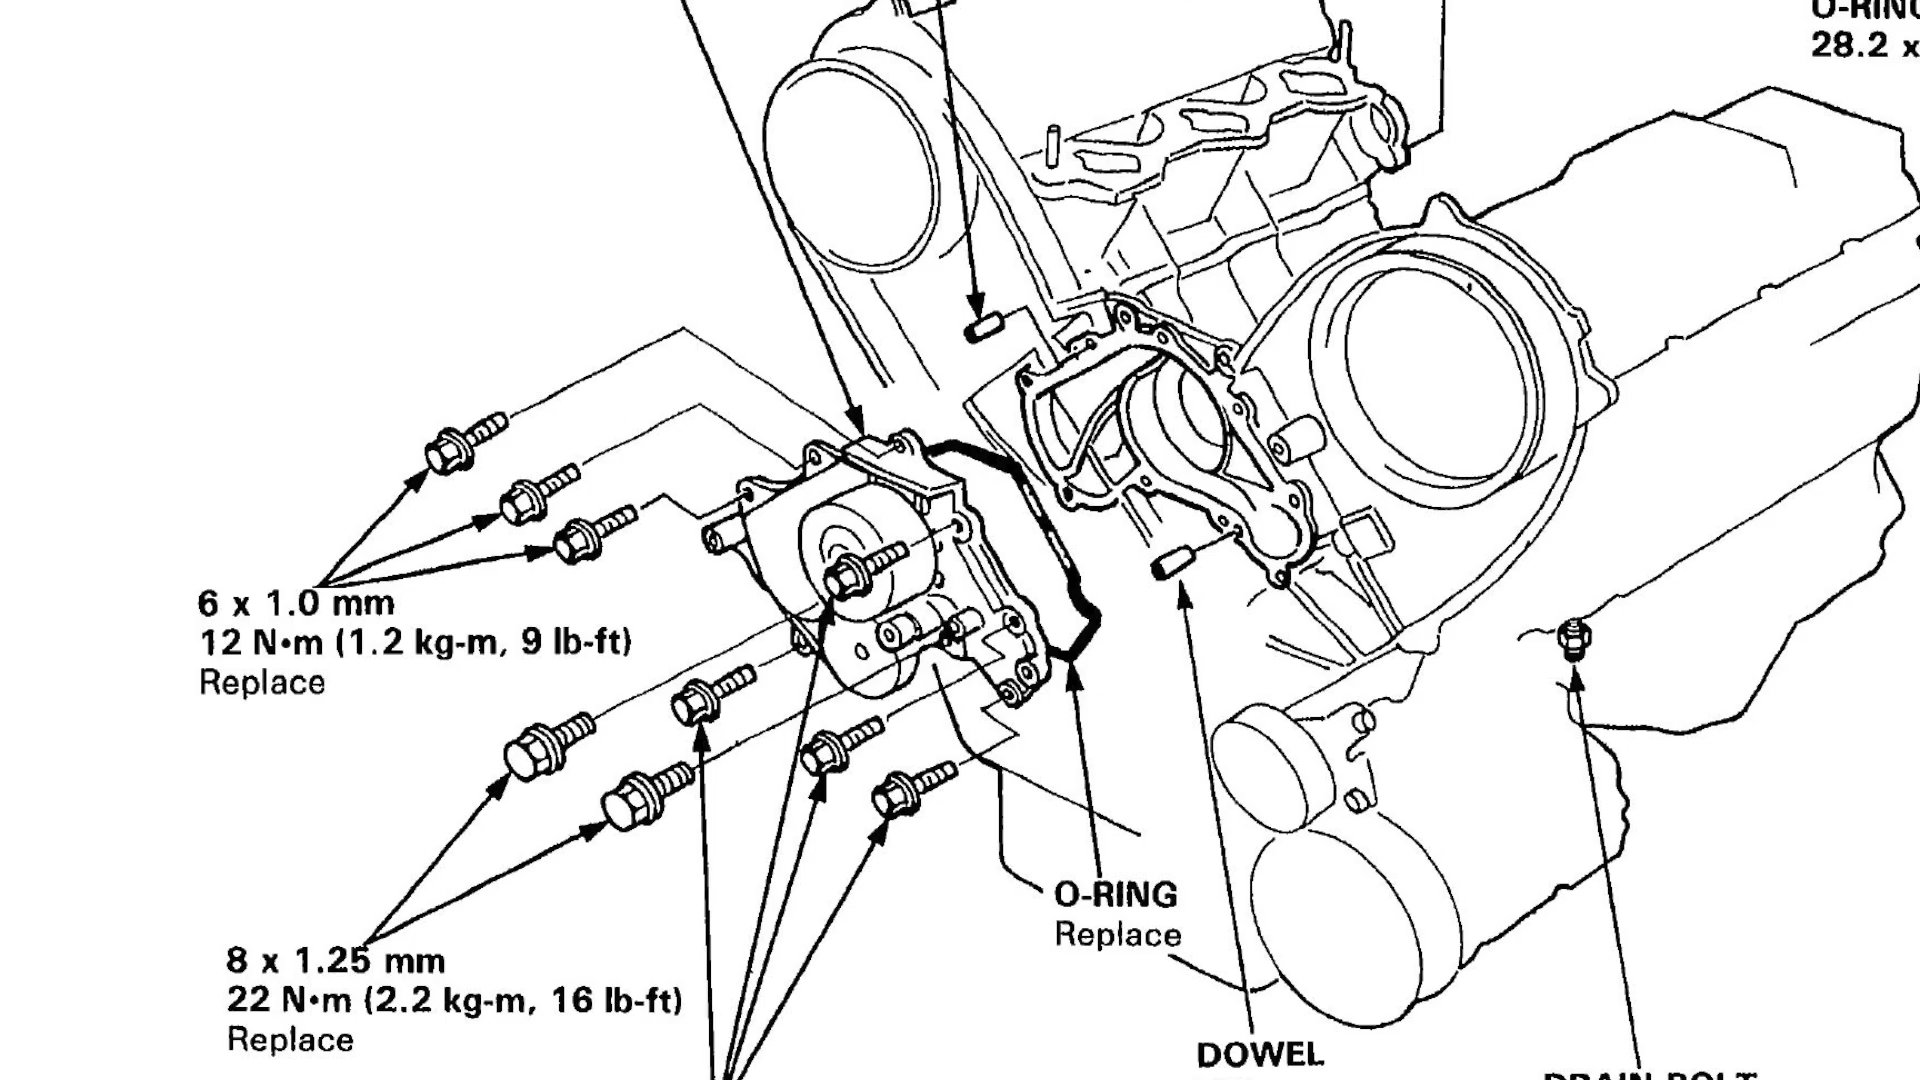 O-RING
28.2 x
6 x 1.0 mm
12 N•m (1.2 kg-m, 9 lb-ft)
Replace
O-RING
Replace
8 x 1.25 mm
22 N•m (2.2 kg-m, 16 lb-ft)
Replace
DOWEL
DRAIN BOLT